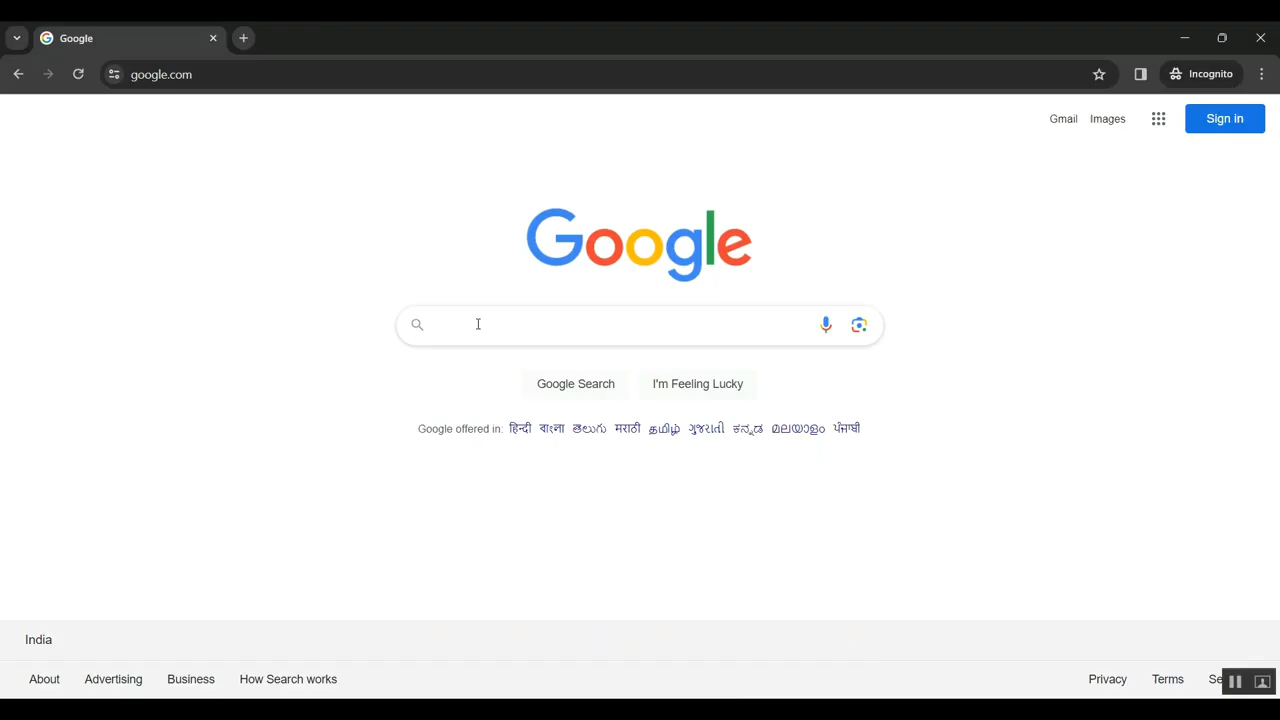 Google
google.com
Incognito
Gmail Images Sign in
Google
Google Search I'm Feeling Lucky
Google offered in: हिन्दी বাংলা తెలుగు मराठी தமிழ் ગુજરાતી ಕನ್ನಡ മലയാളം ਪੰਜਾਬੀ
India
About Advertising Business How Search works Privacy Terms